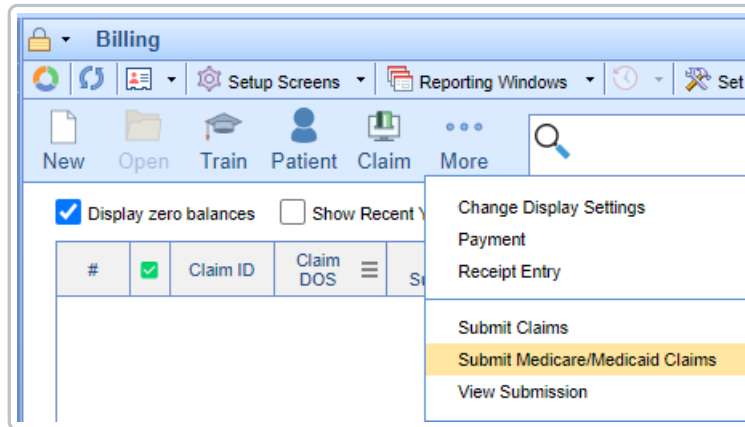 Billing
Setup Screens Reporting Windows Set
New Open Train Patient Claim More
Display zero balances Show Recent
Change Display Settings
Payment
Receipt Entry
# Claim ID Claim DOS
Submit Claims
Submit Medicare/Medicaid Claims
View Submission